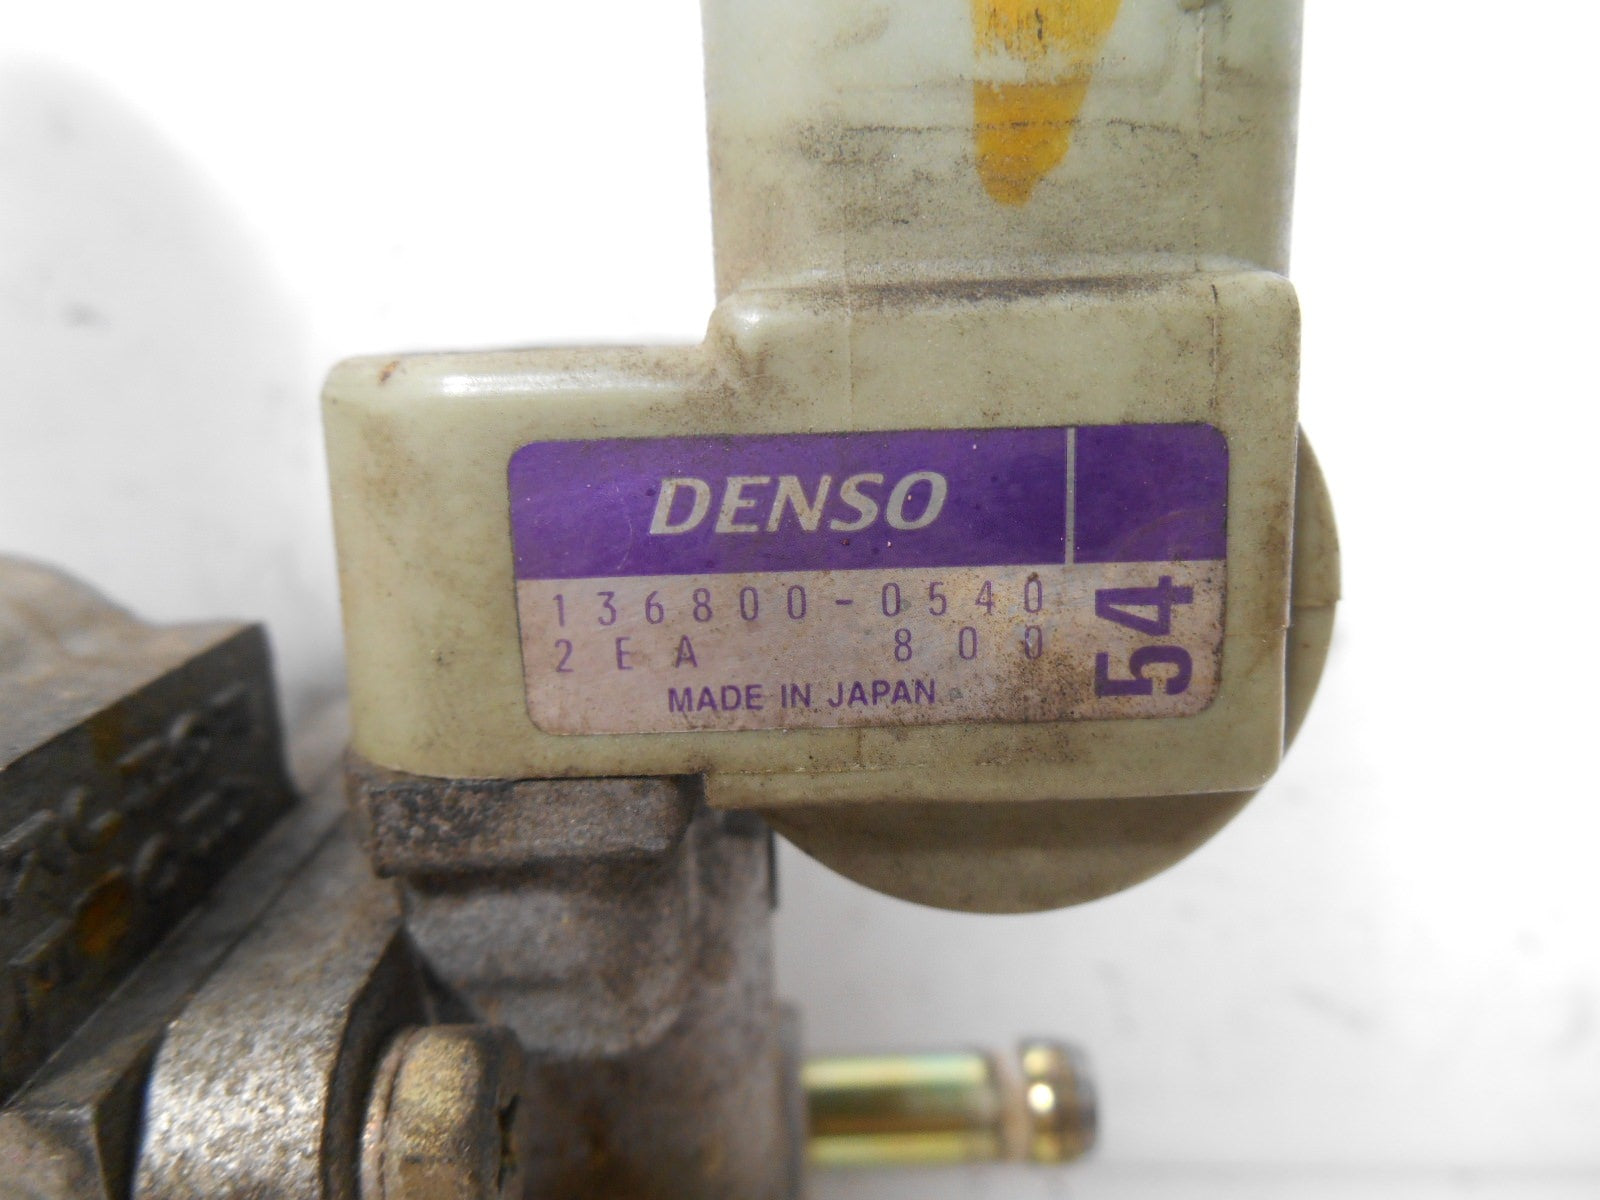 DENSO
136800-0540
2EA 800
MADE IN JAPAN
54